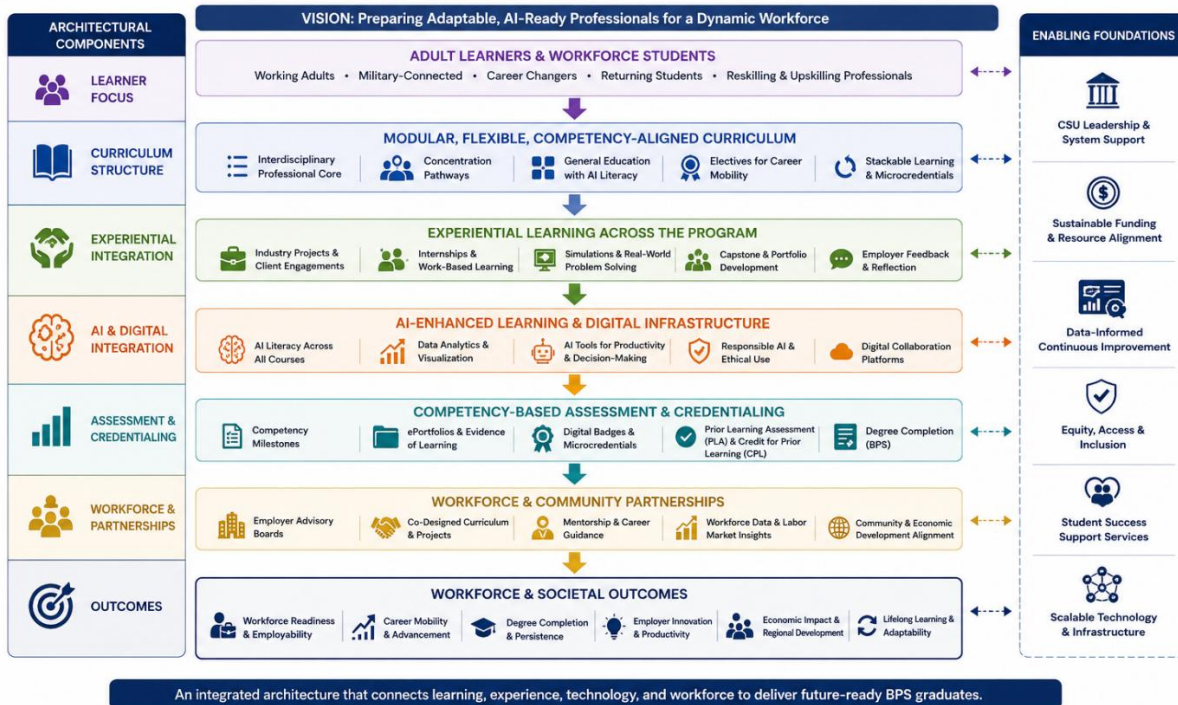 VISION: Preparing Adaptable, AI-Ready Professionals for a Dynamic Workforce
ARCHITECTURAL
COMPONENTS
LEARNER
FOCUS
CURRICULUM
STRUCTURE
EXPERIENTIAL
INTEGRATION
AI & DIGITAL
INTEGRATION
ASSESSMENT &
CREDENTIALING
WORKFORCE &
PARTNERSHIPS
OUTCOMES
ADULT LEARNERS & WORKFORCE STUDENTS
Working Adults • Military-Connected • Career Changers • Returning Students • Reskilling & Upskilling Professionals
MODULAR, FLEXIBLE, COMPETENCY-ALIGNED CURRICULUM
Interdisciplinary
Professional Core
Concentration
Pathways
General Education
with AI Literacy
Electives for Career
Mobility
Stackable Learning
& Microcredentials
EXPERIENTIAL LEARNING ACROSS THE PROGRAM
Industry Projects &
Client Engagements
Internships &
Work-Based Learning
Simulations & Real-World
Problem Solving
Capstone & Portfolio
Development
Employer Feedback
& Reflection
AI-ENHANCED LEARNING & DIGITAL INFRASTRUCTURE
AI Literacy Across
All Courses
Data Analytics &
Visualization
AI Tools for Productivity
& Decision-Making
Responsible AI &
Ethical Use
Digital Collaboration
Platforms
COMPETENCY-BASED ASSESSMENT & CREDENTIALING
Competency
Milestones
ePortfolios & Evidence
of Learning
Digital Badges &
Microcredentials
Prior Learning Assessment
(PLA) & Credit for Prior
Learning (CPL)
Degree Completion
(BPS)
WORKFORCE & COMMUNITY PARTNERSHIPS
Employer Advisory
Boards
Co-Designed Curriculum
& Projects
Mentorship & Career
Guidance
Workforce Data & Labor
Market Insights
Community & Economic
Development Alignment
WORKFORCE & SOCIETAL OUTCOMES
Workforce Readiness
& Employability
Career Mobility
& Advancement
Degree Completion
& Persistence
Employer Innovation
& Productivity
Economic Impact &
Regional Development
Lifelong Learning &
Adaptability
ENABLING FOUNDATIONS
CSU Leadership &
System Support
$
Sustainable Funding
& Resource Alignment
Data-Informed
Continuous Improvement
Equity, Access &
Inclusion
Student Success
Support Services
Scalable Technology
& Infrastructure
An integrated architecture that connects learning, experience, technology, and workforce to deliver future-ready BPS graduates.